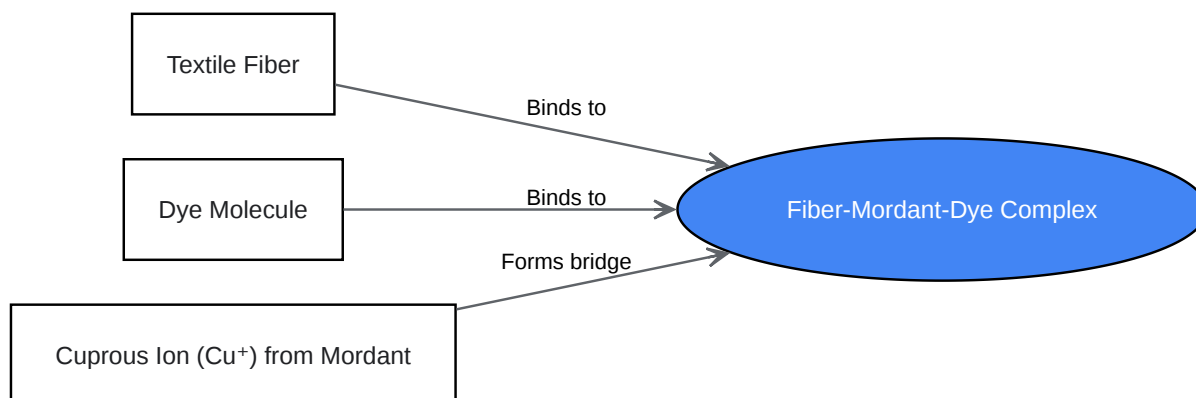 Textile Fiber
Binds to
Dye Molecule
Binds to
Fiber-Mordant-Dye Complex
Forms bridge
Cuprous Ion (Cu⁺) from Mordant